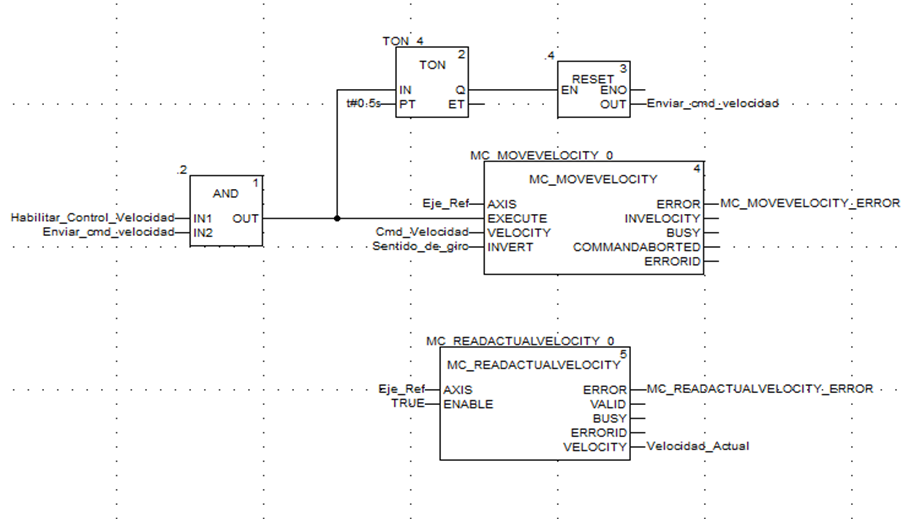 TON_4
2
TON
IN Q
t#0.5s PT ET
.4
3
RESET
EN ENO
OUT Enviar_cmd_velocidad
.2
1
AND
Habilitar_Control_Velocidad IN1 OUT
Enviar_cmd_velocidad IN2
MC_MOVEVELOCITY_0
4
MC_MOVEVELOCITY
Eje_Ref AXIS ERROR MC_MOVEVELOCITY_ERROR
EXECUTE INVELOCITY
Cmd_Velocidad VELOCITY BUSY
Sentido_de_giro INVERT COMMANDABORTED
ERRORID
MC_READACTUALVELOCITY_0
5
MC_READACTUALVELOCITY
Eje_Ref AXIS ERROR MC_READACTUALVELOCITY_ERROR
TRUE ENABLE VALID
BUSY
ERRORID
VELOCITY Velocidad_Actual